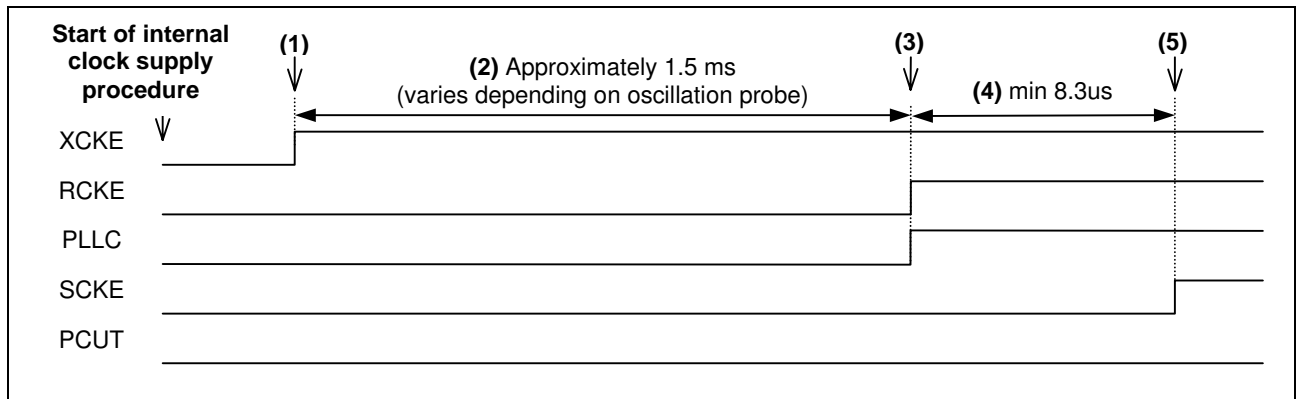 Start of internal
clock supply
procedure
(1)
(2) Approximately 1.5 ms
(varies depending on oscillation probe)
(3)
(4) min 8.3us
(5)
XCKE
RCKE
PLLC
SCKE
PCUT